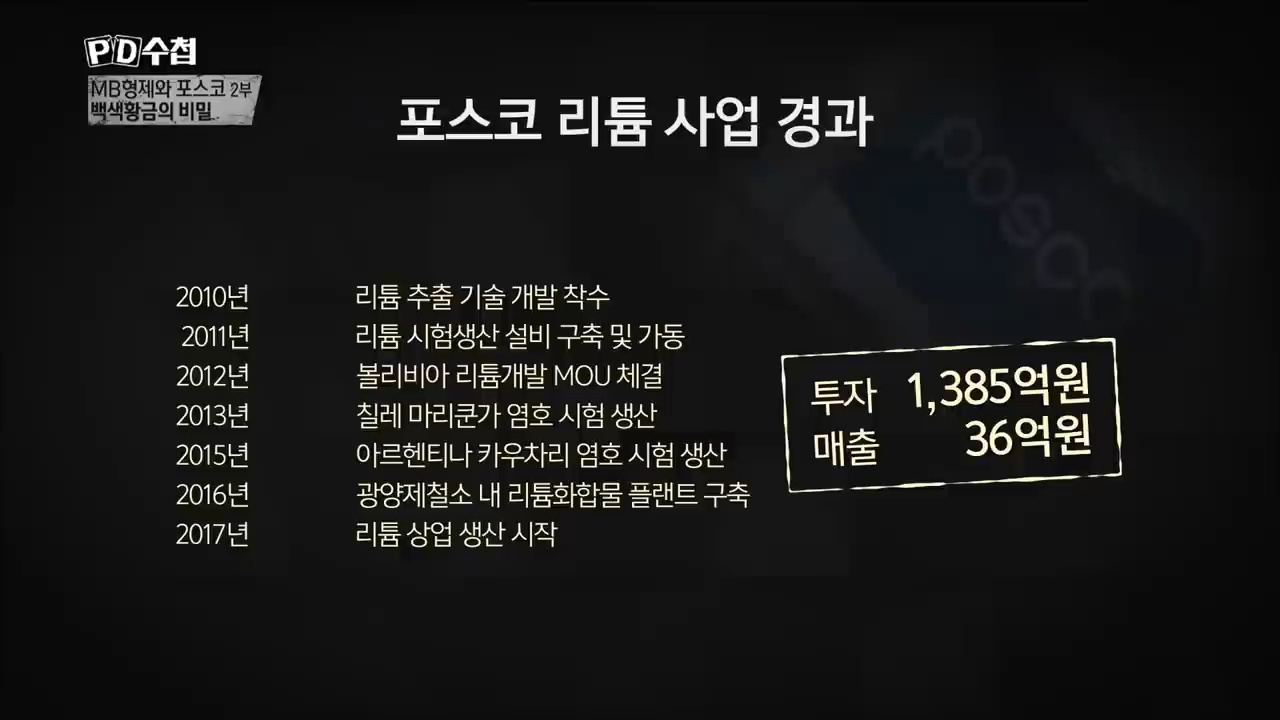 PD수첩
MB형제와 포스코 2부
백색황금의 비밀
포스코 리튬 사업 경과
posco
2010년 리튬 추출 기술 개발 착수
2011년 리튬 시험생산 설비 구축 및 가동
2012년 볼리비아 리튬개발 MOU 체결
2013년 칠레 마리쿤가 염호 시험 생산
2015년 아르헨티나 카우차리 염호 시험 생산
2016년 광양제철소 내 리튬화합물 플랜트 구축
2017년 리튬 상업 생산 시작
투자 1,385억원
매출 36억원